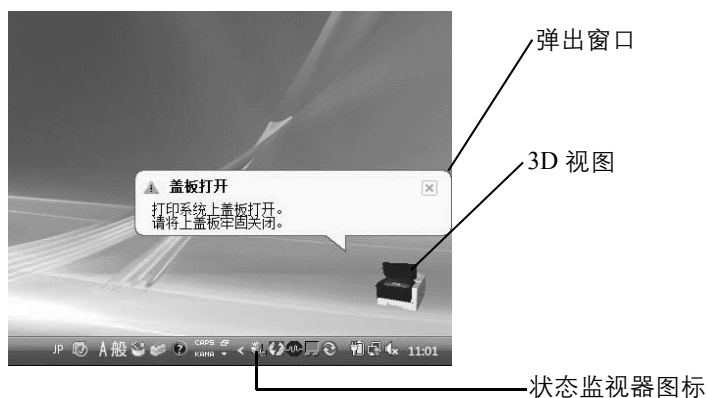 弹出窗口
3D 视图
盖板打开
打印系统上盖板打开。
请将上盖板牢固关闭。
JP A 般 CAPS KANA 11:01
状态监视器图标